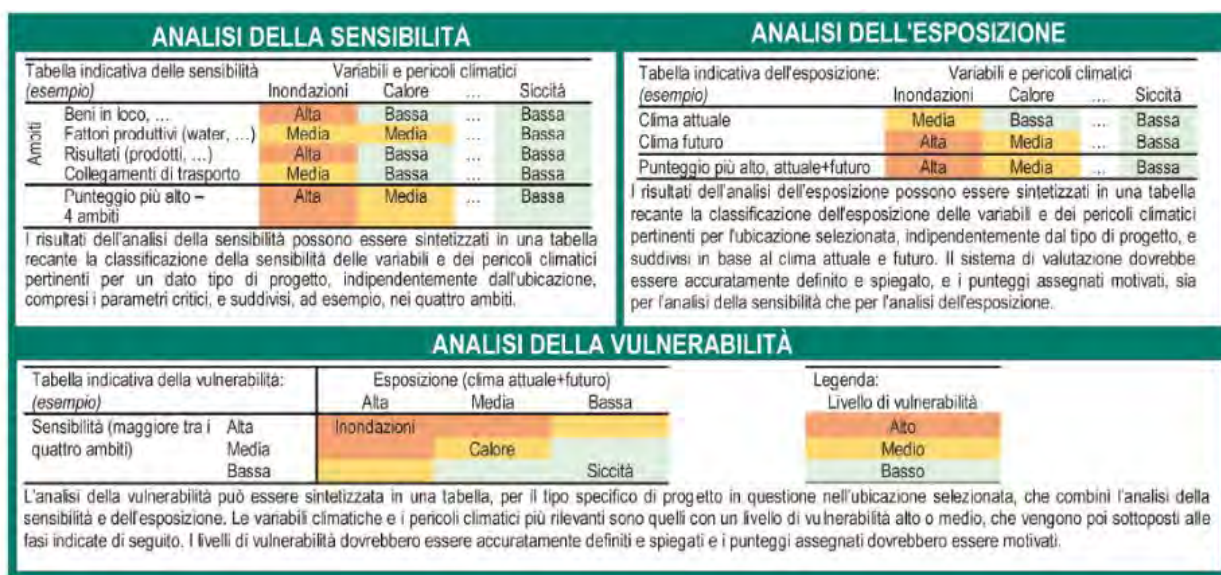 ANALISI DELLA SENSIBILITÀ
Tabella indicativa delle sensibilità Variabili e pericoli climatici
(esempio) Inondazioni Calore ... Siccità
Ambiti
Beni in loco, ... Alta Bassa ... Bassa
Fattori produttivi (water, ...) Media Media ... Bassa
Risultati (prodotti, ...) Alta Bassa ... Bassa
Collegamenti di trasporto Media Bassa ... Bassa
Punteggio più alto – Alta Media ... Bassa
4 ambiti
I risultati dell'analisi della sensibilità possono essere sintetizzati in una tabella
recante la classificazione della sensibilità delle variabili e dei pericoli climatici
pertinenti per un dato tipo di progetto, indipendentemente dall'ubicazione,
compresi i parametri critici, e suddivisi, ad esempio, nei quattro ambiti.
ANALISI DELL'ESPOSIZIONE
Tabella indicativa dell'esposizione: Variabili e pericoli climatici
(esempio) Inondazioni Calore ... Siccità
Clima attuale Media Bassa ... Bassa
Clima futuro Alta Media ... Bassa
Punteggio più alto, attuale+futuro Alta Media ... Bassa
I risultati dell'analisi dell'esposizione possono essere sintetizzati in una tabella
recante la classificazione dell'esposizione delle variabili e dei pericoli climatici
pertinenti per l'ubicazione selezionata, indipendentemente dal tipo di progetto, e
suddivisi in base al clima attuale e futuro. Il sistema di valutazione dovrebbe
essere accuratamente definito e spiegato, e i punteggi assegnati motivati, sia
per l'analisi della sensibilità che per l'analisi dell'esposizione.
ANALISI DELLA VULNERABILITÀ
Tabella indicativa della vulnerabilità: Esposizione (clima attuale+futuro)
(esempio) Alta Media Bassa
Sensibilità (maggiore tra i Alta Inondazioni
quattro ambiti) Media Calore
Bassa Siccità
Legenda:
Livello di vulnerabilità
Alto
Medio
Basso
L'analisi della vulnerabilità può essere sintetizzata in una tabella, per il tipo specifico di progetto in questione nell'ubicazione selezionata, che combini l'analisi della
sensibilità e dell'esposizione. Le variabili climatiche e i pericoli climatici più rilevanti sono quelli con un livello di vulnerabilità alto o medio, che vengono poi sottoposti alle
fasi indicate di seguito. I livelli di vulnerabilità dovrebbero essere accuratamente definiti e spiegati e i punteggi assegnati dovrebbero essere motivati.